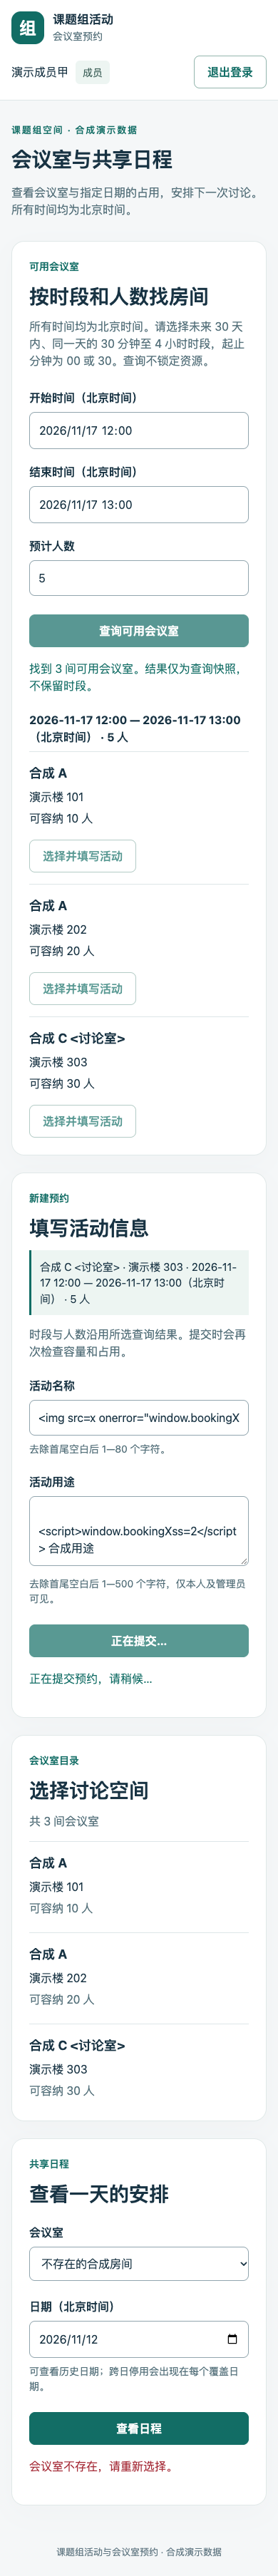 组
课题组活动
会议室预约
演示成员甲
成员
退出登录
课题组空间 · 合成演示数据
会议室与共享日程
查看会议室与指定日期的占用，安排下一次讨论。
所有时间均为北京时间。
可用会议室
按时段和人数找房间
所有时间均为北京时间。请选择未来 30 天
内、同一天的 30 分钟至 4 小时时段，起止
分钟为 00 或 30。查询不锁定资源。
开始时间（北京时间）
2026/11/17 12:00
结束时间（北京时间）
2026/11/17 13:00
预计人数
5
查询可用会议室
找到 3 间可用会议室。结果仅为查询快照，
不保留时段。
2026-11-17 12:00 — 2026-11-17 13:00
（北京时间） · 5 人
合成 A
演示楼 101
可容纳 10 人
选择并填写活动
合成 A
演示楼 202
可容纳 20 人
选择并填写活动
合成 C <讨论室>
演示楼 303
可容纳 30 人
选择并填写活动
新建预约
填写活动信息
合成 C <讨论室> · 演示楼 303 · 2026-11-
17 12:00 — 2026-11-17 13:00（北京时
间） · 5 人
时段与人数沿用所选查询结果。提交时会再
次检查容量和占用。
活动名称
<img src=x onerror="window.bookingX
去除首尾空白后 1—80 个字符。
活动用途
<script>window.bookingXss=2</script
> 合成用途
去除首尾空白后 1—500 个字符，仅本人及管理员
可见。
正在提交…
正在提交预约，请稍候…
会议室目录
选择讨论空间
共 3 间会议室
合成 A
演示楼 101
可容纳 10 人
合成 A
演示楼 202
可容纳 20 人
合成 C <讨论室>
演示楼 303
可容纳 30 人
共享日程
查看一天的安排
会议室
不存在的合成房间
日期（北京时间）
2026/11/12
可查看历史日期；跨日停用会出现在每个覆盖日
期。
查看日程
会议室不存在，请重新选择。
课题组活动与会议室预约 · 合成演示数据